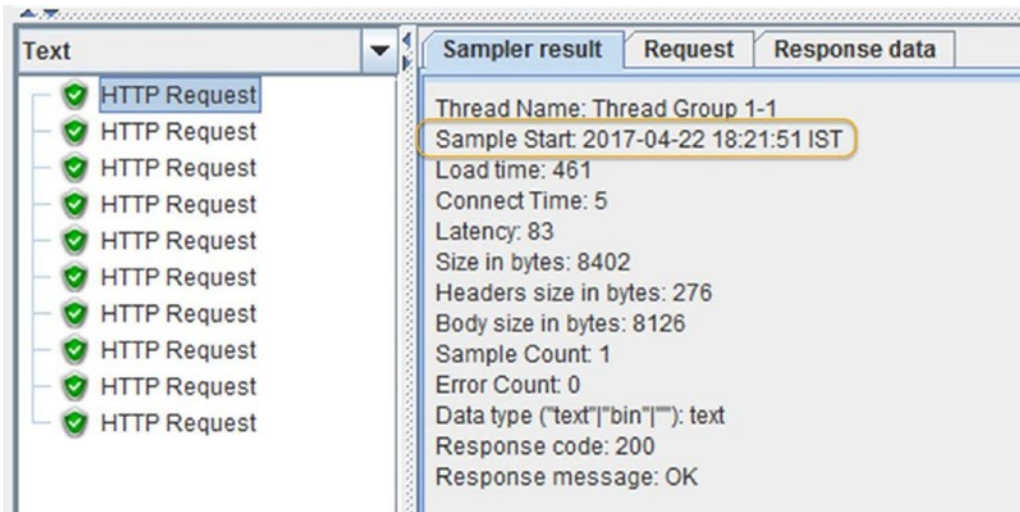 Text
HTTP Request
HTTP Request
HTTP Request
HTTP Request
HTTP Request
HTTP Request
HTTP Request
HTTP Request
HTTP Request
HTTP Request
Sampler result Request Response data
Thread Name: Thread Group 1-1
Sample Start: 2017-04-22 18:21:51 IST
Load time: 461
Connect Time: 5
Latency: 83
Size in bytes: 8402
Headers size in bytes: 276
Body size in bytes: 8126
Sample Count: 1
Error Count: 0
Data type ("text"|"bin"|""): text
Response code: 200
Response message: OK